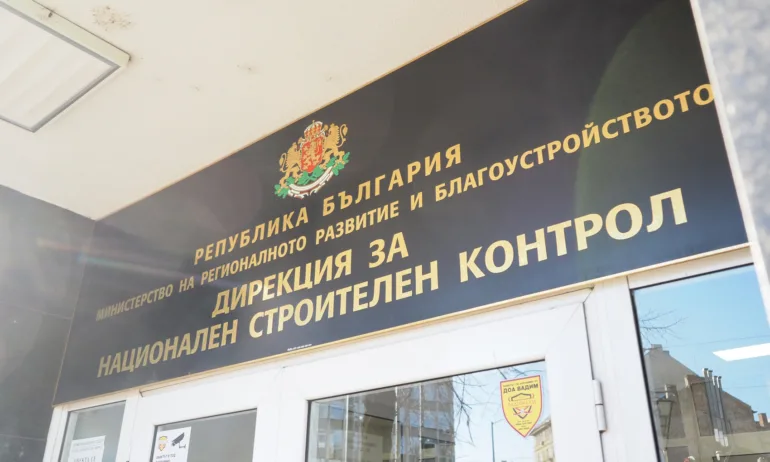 РЕПУБЛИКА БЪЛГАРИЯ
МИНИСТЕРСТВО НА РЕГИОНАЛНОТО РАЗВИТИЕ И БЛАГОУСТРОЙСТВОТО
ДИРЕКЦИЯ ЗА
НАЦИОНАЛЕН СТРОИТЕЛЕН КОНТРОЛ